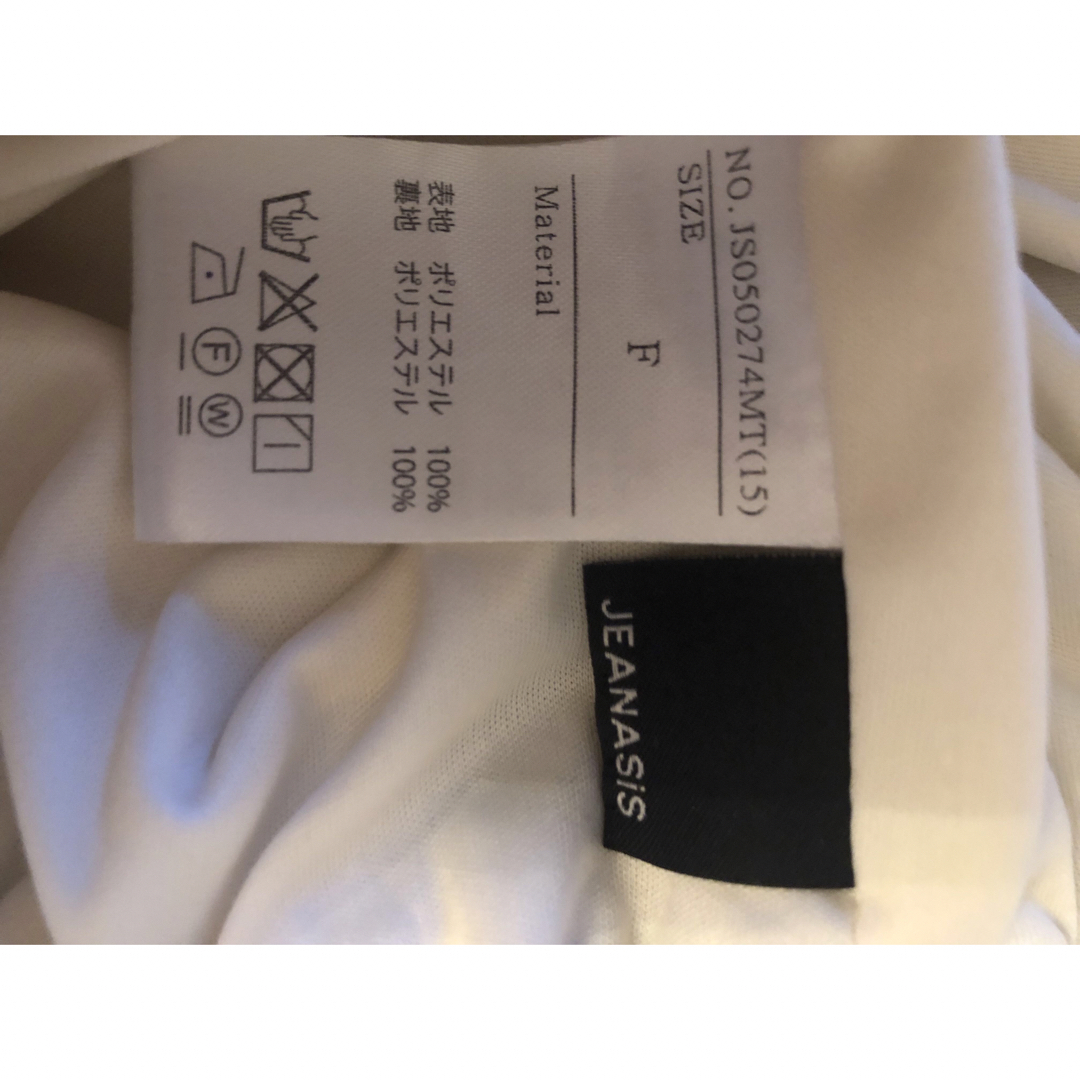 NO.JS050274MT(15)
SIZE
F
Material
表地 ポリエステル 100%
裏地 ポリエステル 100%
F W
JEANASiS